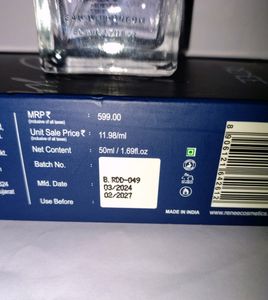 MRP ₹ : 599.00
(Inclusive of all taxes)
Unit Sale Price ₹ : 11.98/ml
(Inclusive of all taxes)
Net Content : 50ml / 1.69fl.oz
Batch No. : B. RDD-049
Mfd. Date : 03/2024
Use Before : 02/2027
MADE IN INDIA
www.reneecosmetics.
8906121642612